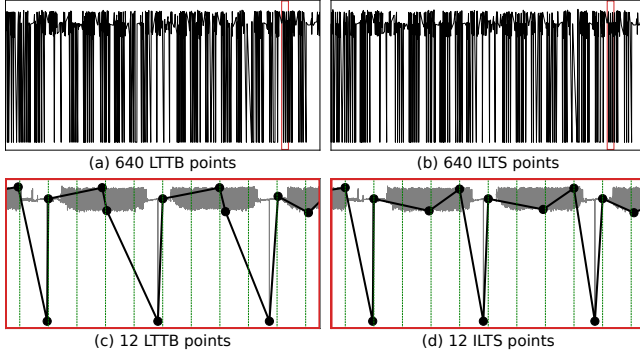 (a) 640 LTTB points
(b) 640 ILTS points
(c) 12 LTTB points
(d) 12 ILTS points